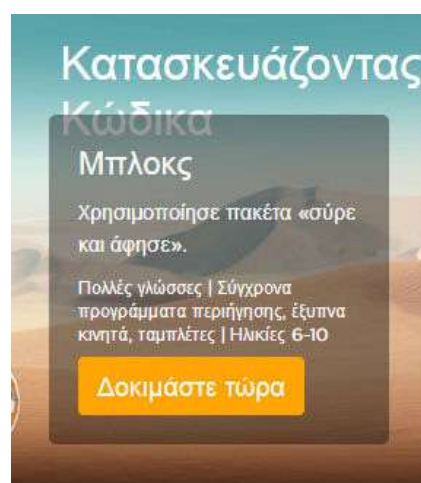 Κατασκευάζοντας
Κώδικα
Μπλοκς
Χρησιμοποίησε πακέτα «σύρε
και άφησε».
Πολλές γλώσσες | Σύγχρονα
προγράμματα περιήγησης, έξυπνα
κινητά, ταμπλέτες | Ηλικίες 6-10
Δοκιμάστε τώρα